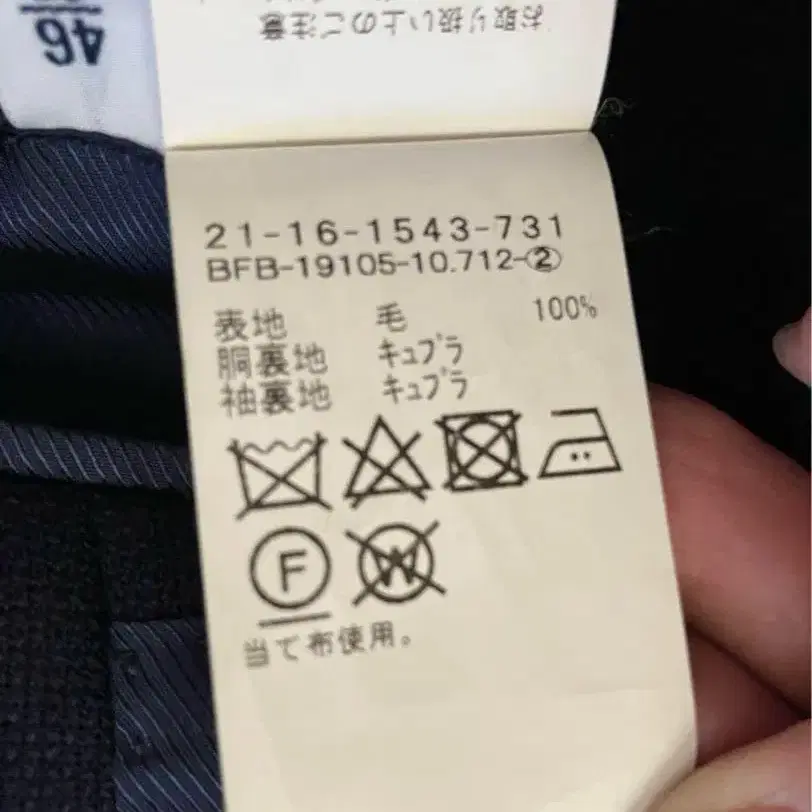 46
お取り扱い上のご注意
21-16-1543-731
BFB-19105-10.712-②
表地 毛 100%
胴裏地 キュプラ
袖裏地 キュプラ
F W
当て布使用。